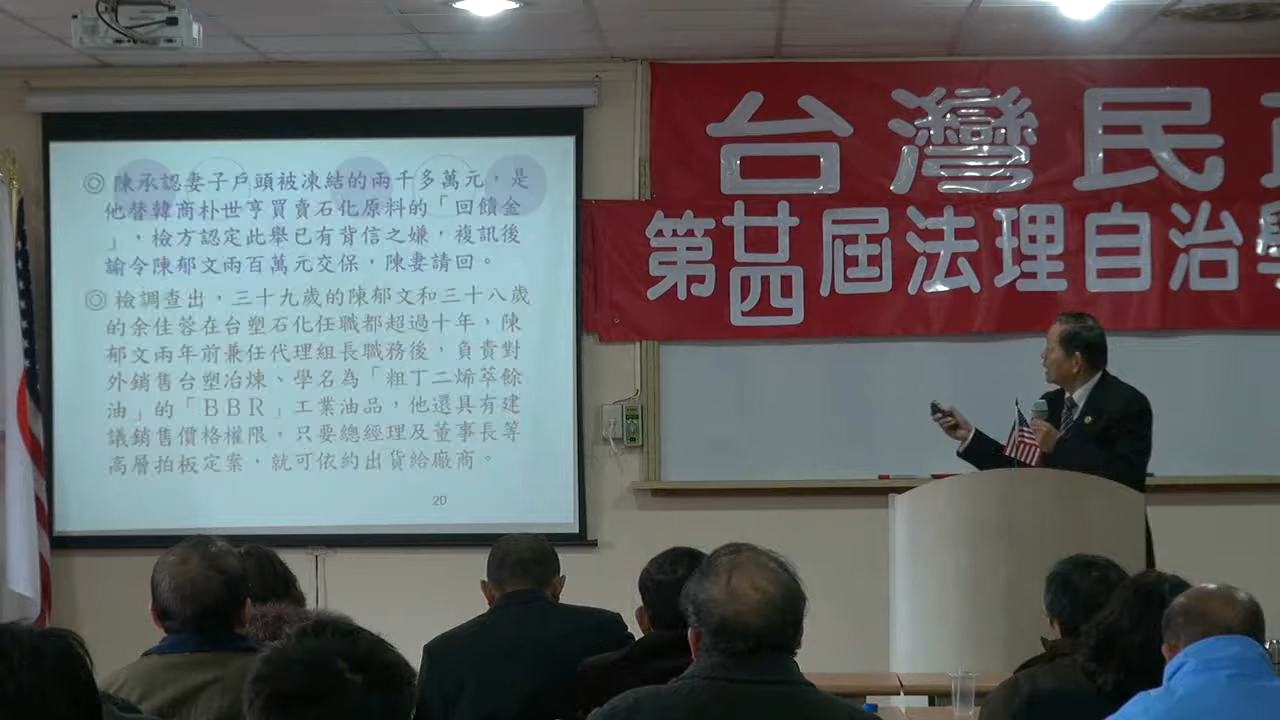 ◎陳承認妻子戶頭被凍結的兩千多萬元，是
他替韓商朴世亨買賣石化原料的「回饋金
」，檢方認定此舉已有背信之嫌，複訊後
諭令陳郁文兩百萬元交保，陳妻請回。
◎檢調查出，三十九歲的陳郁文和三十八歲
的余佳蓉在台塑石化任職都超過十年，陳
郁文兩年前兼任代理組長職務後，負責對
外銷售台塑冶煉、學名為「粗丁二烯萃餘
油」的「ＢＢＲ」工業油品，他還具有建
議銷售價格權限，只要總經理及董事長等
高層拍板定案，就可依約出貨給廠商。
20
台灣民
第廿四屆法理自治學